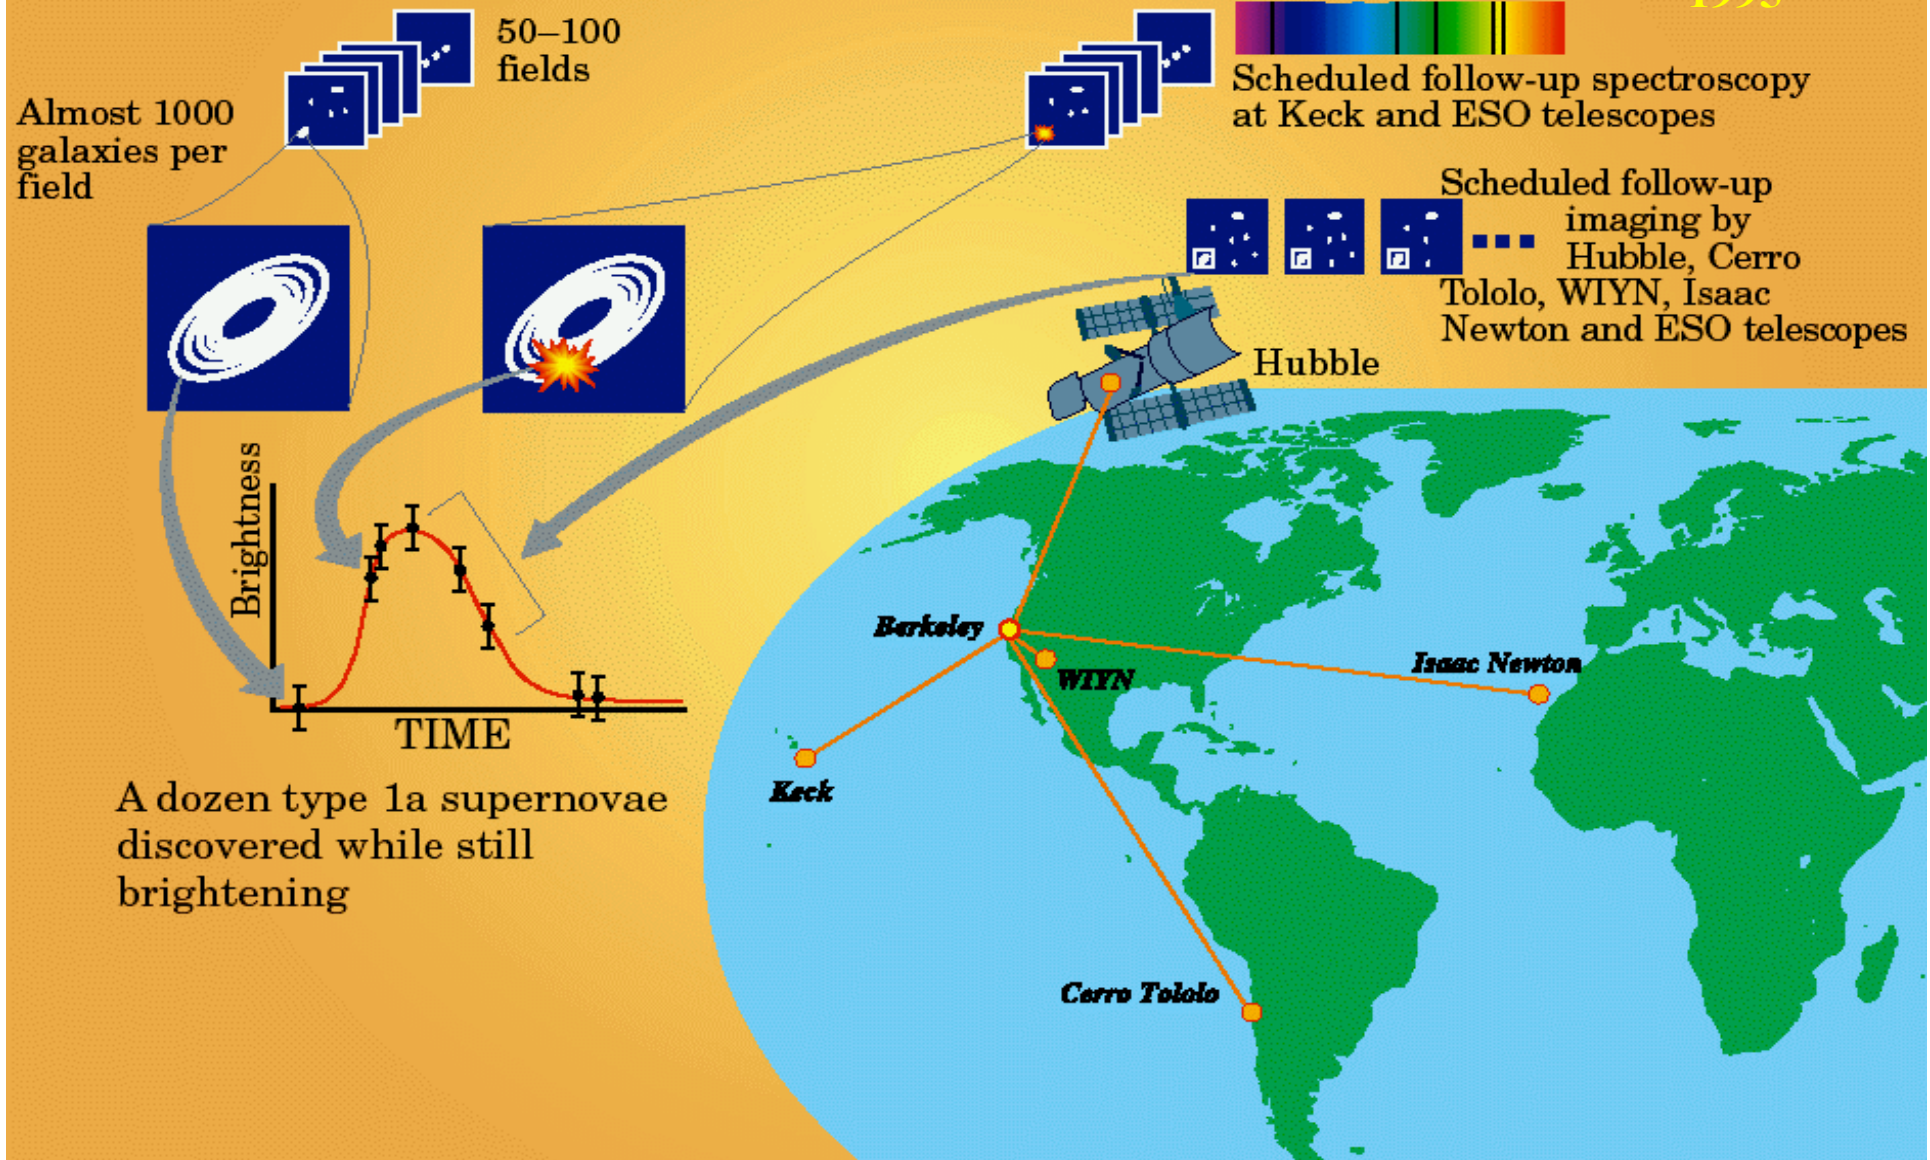 50–100
fields
Almost 1000
galaxies per
field
Scheduled follow-up spectroscopy
at Keck and ESO telescopes
Scheduled follow-up
imaging by
Hubble, Cerro
Tololo, WIYN, Isaac
Newton and ESO telescopes
Hubble
Brightness
TIME
A dozen type 1a supernovae
discovered while still
brightening
Berkeley
WIYN
Isaac Newton
Keck
Cerro Tololo